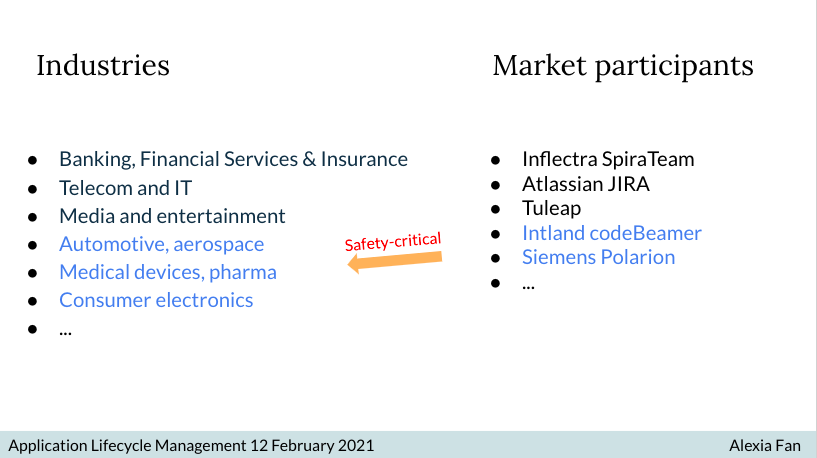 Industries
Market participants
● Banking, Financial Services & Insurance
● Telecom and IT
● Media and entertainment
● Automotive, aerospace
● Medical devices, pharma
● Consumer electronics
● ...
Safety-critical
● Inflectra SpiraTeam
● Atlassian JIRA
● Tuleap
● Intland codeBeamer
● Siemens Polarion
● ...
Application Lifecycle Management 12 February 2021
Alexia Fan